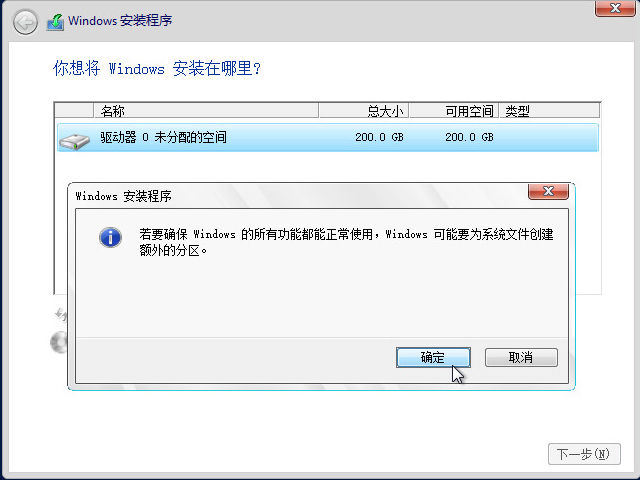 Windows 安装程序
你想将 Windows 安装在哪里?
名称 总大小 可用空间 类型
驱动器 0 未分配的空间 200.0 GB 200.0 GB
Windows 安装程序
若要确保 Windows 的所有功能都能正常使用，Windows 可能要为系统文件创建
额外的分区。
确定 取消
下一步(N)